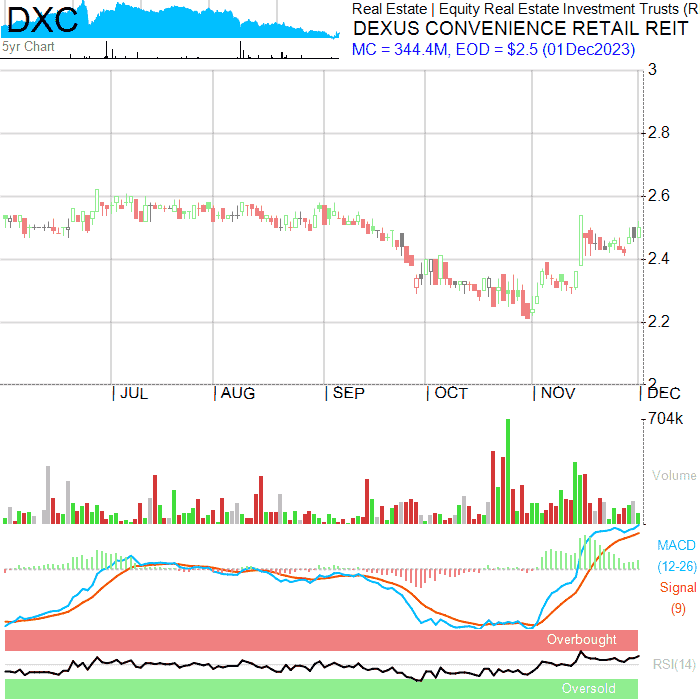 DXC
Real Estate | Equity Real Estate Investment Trusts (R
DEXUS CONVENIENCE RETAIL REIT
5yr Chart
MC = 344.4M, EOD = $2.5 (01Dec2023)
3
2.8
2.6
2.4
2.2
2
| JUL | AUG | SEP | OCT | NOV | DEC
704k
Volume
MACD
(12-26)
Signal
(9)
Overbought
RSI(14)
Oversold